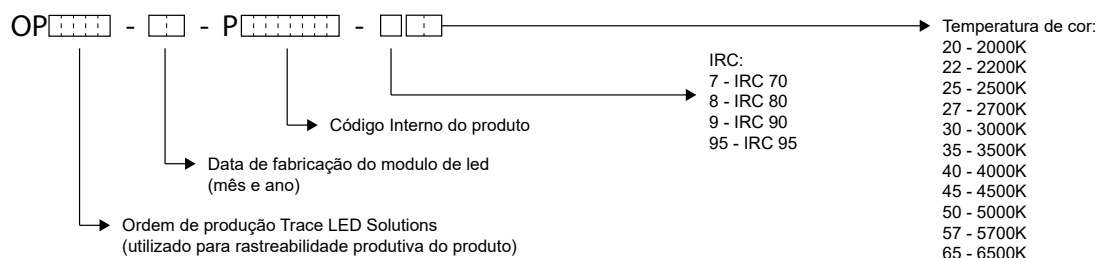 OP - - P -
Temperatura de cor:
20 - 2000K
22 - 2200K
25 - 2500K
27 - 2700K
30 - 3000K
35 - 3500K
40 - 4000K
45 - 4500K
50 - 5000K
57 - 5700K
65 - 6500K
IRC:
7 - IRC 70
8 - IRC 80
9 - IRC 90
95 - IRC 95
Código Interno do produto
Data de fabricação do modulo de led
(mês e ano)
Ordem de produção Trace LED Solutions
(utilizado para rastreabilidade produtiva do produto)